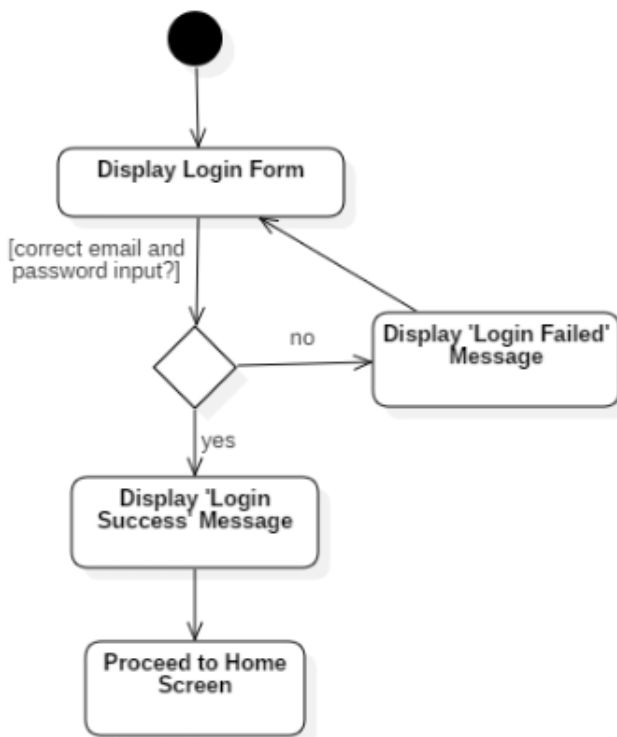 Display Login Form
[correct email and
password input?]
no
Display 'Login Failed'
Message
yes
Display 'Login
Success' Message
Proceed to Home
Screen